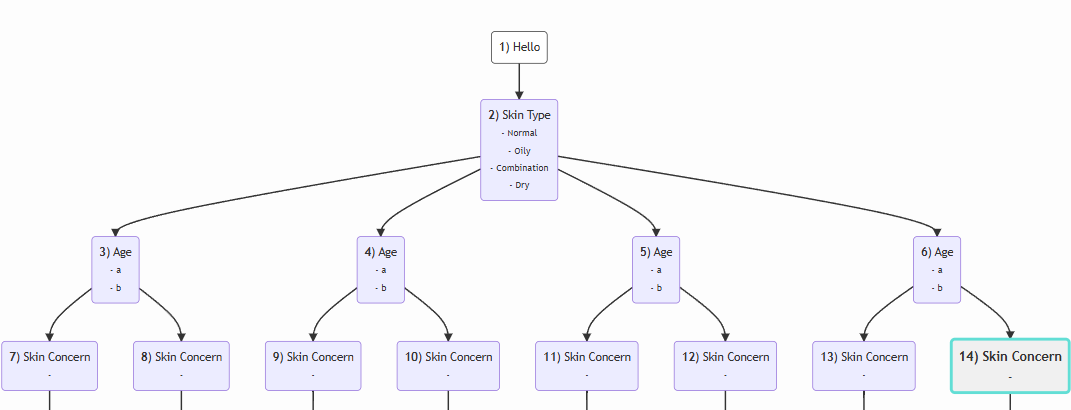 1) Hello
2) Skin Type
- Normal
- Oily
- Combination
- Dry
3) Age
- a
- b
4) Age
- a
- b
5) Age
- a
- b
6) Age
- a
- b
7) Skin Concern
-
8) Skin Concern
-
9) Skin Concern
-
10) Skin Concern
-
11) Skin Concern
-
12) Skin Concern
-
13) Skin Concern
-
14) Skin Concern
-